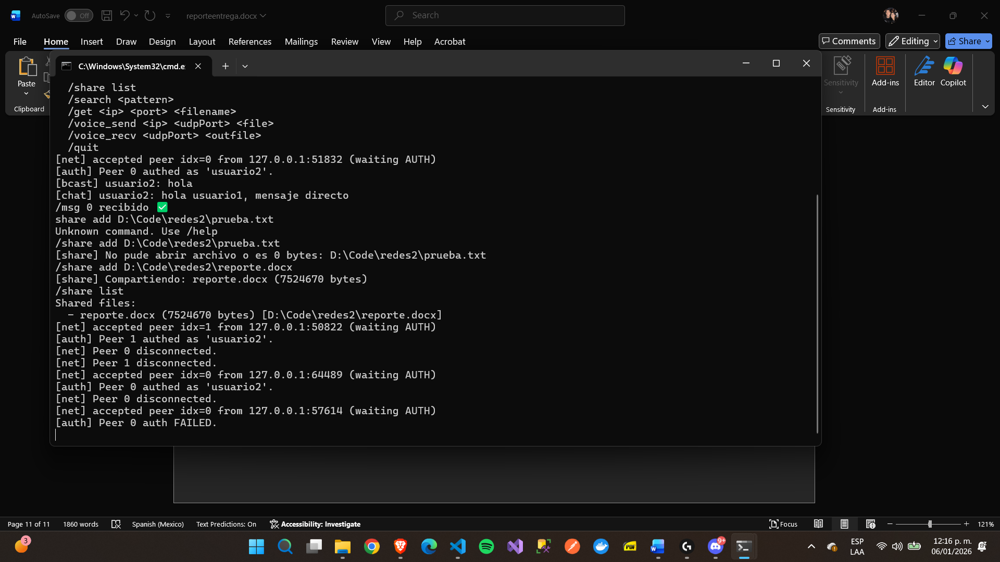 AutoSave Off reporteentrega.docx Search
File Home Insert Draw Design Layout References Mailings Review View Help Acrobat Comments Editing Share
C:\Windows\System32\cmd.e:
Paste
Clipboard
Sensitivity
Add-ins
Editor
Copilot
Sensitivity
Add-ins
/share list
/search <pattern>
/get <ip> <port> <filename>
/voice_send <ip> <udpPort> <file>
/voice_recv <udpPort> <outfile>
/quit
[net] accepted peer idx=0 from 127.0.0.1:51832 (waiting AUTH)
[auth] Peer 0 authed as 'usuario2'.
[bcast] usuario2: hola
[chat] usuario2: hola usuario1, mensaje directo
/msg 0 recibido ✅
share add D:\Code\redes2\prueba.txt
Unknown command. Use /help
/share add D:\Code\redes2\prueba.txt
[share] No pude abrir archivo o es 0 bytes: D:\Code\redes2\prueba.txt
/share add D:\Code\redes2\reporte.docx
[share] Compartiendo: reporte.docx (7524670 bytes)
/share list
Shared files:
- reporte.docx (7524670 bytes) [D:\Code\redes2\reporte.docx]
[net] accepted peer idx=1 from 127.0.0.1:50822 (waiting AUTH)
[auth] Peer 1 authed as 'usuario2'.
[net] Peer 0 disconnected.
[net] Peer 1 disconnected.
[net] accepted peer idx=0 from 127.0.0.1:64489 (waiting AUTH)
[auth] Peer 0 authed as 'usuario2'.
[net] Peer 0 disconnected.
[net] accepted peer idx=0 from 127.0.0.1:57614 (waiting AUTH)
[auth] Peer 0 auth FAILED.
Page 11 of 11 1860 words Spanish (Mexico) Text Predictions: On Accessibility: Investigate Focus 121%
3
PDF
9+
ESP
LAA
12:16 p. m.
06/01/2026